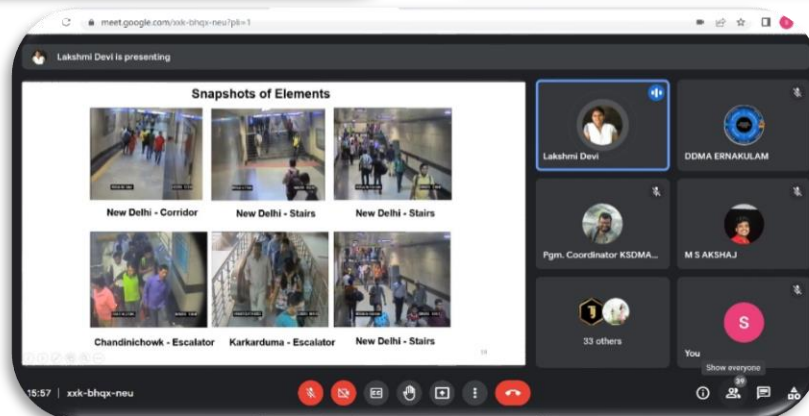 meet.google.com/xxk-bhqx-neu?pli=1
S
Lakshmi Devi is presenting
Snapshots of Elements
New Delhi - Corridor
New Delhi - Stairs
New Delhi - Stairs
Chandinichowk - Escalator
Karkarduma - Escalator
New Delhi - Stairs
Lakshmi Devi
DDMA ERNAKULAM
Pgm. Coordinator KSDMA...
M S AKSHAJ
33 others
S
You
Show everyone
15:57 | xxk-bhqx-neu
CC
39